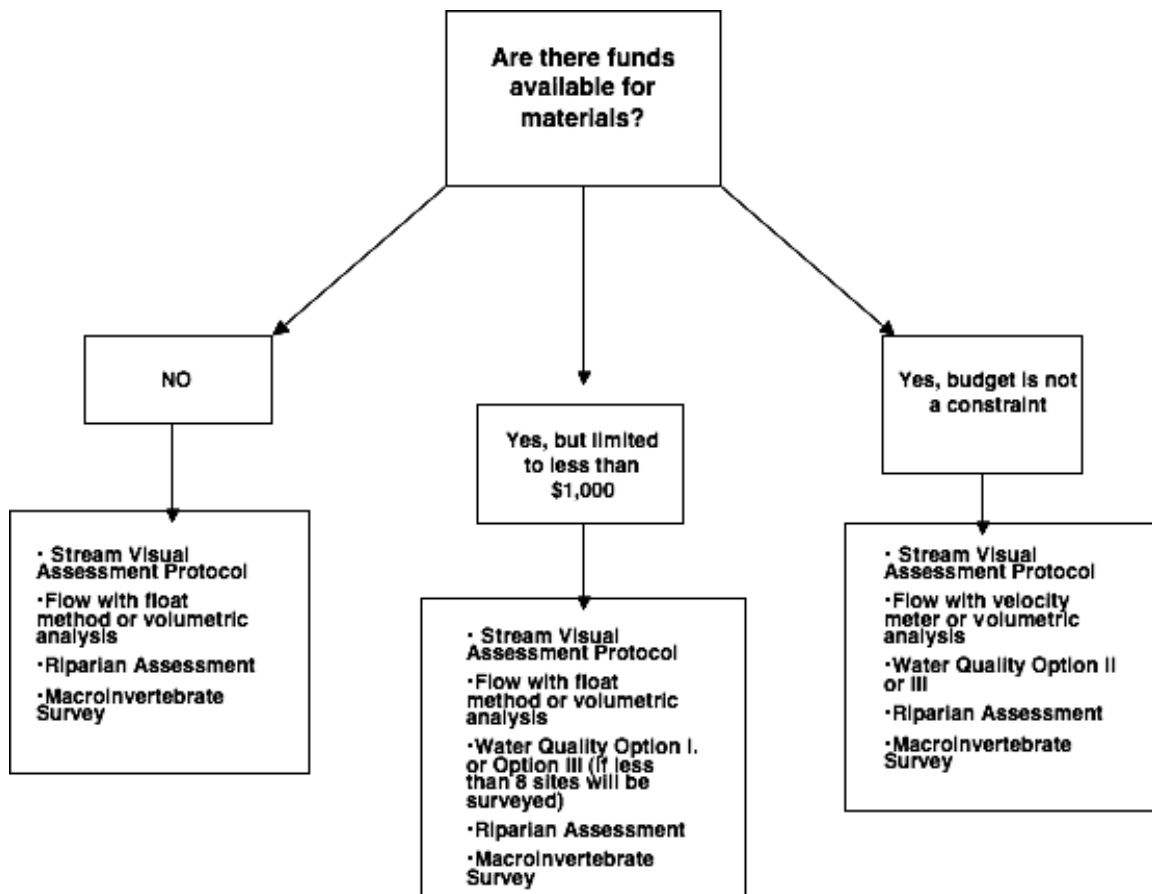 Are there funds
available for
materials?
NO
Yes, but limited
to less than
$1,000
Yes, budget is not
a constraint
· Stream Visual
Assessment Protocol
·Flow with float
method or volumetric
analysis
·Riparian Assessment
·Macroinvertebrate
Survey
· Stream Visual
Assessment Protocol
·Flow with float
method or volumetric
analysis
·Water Quality Option I.
or Option III (if less
than 8 sites will be
surveyed)
·Riparian Assessment
·Macroinvertebrate
Survey
· Stream Visual
Assessment Protocol
·Flow with velocity
meter or volumetric
analysis
·Water Quality Option II
or III
·Riparian Assessment
·Macroinvertebrate
Survey